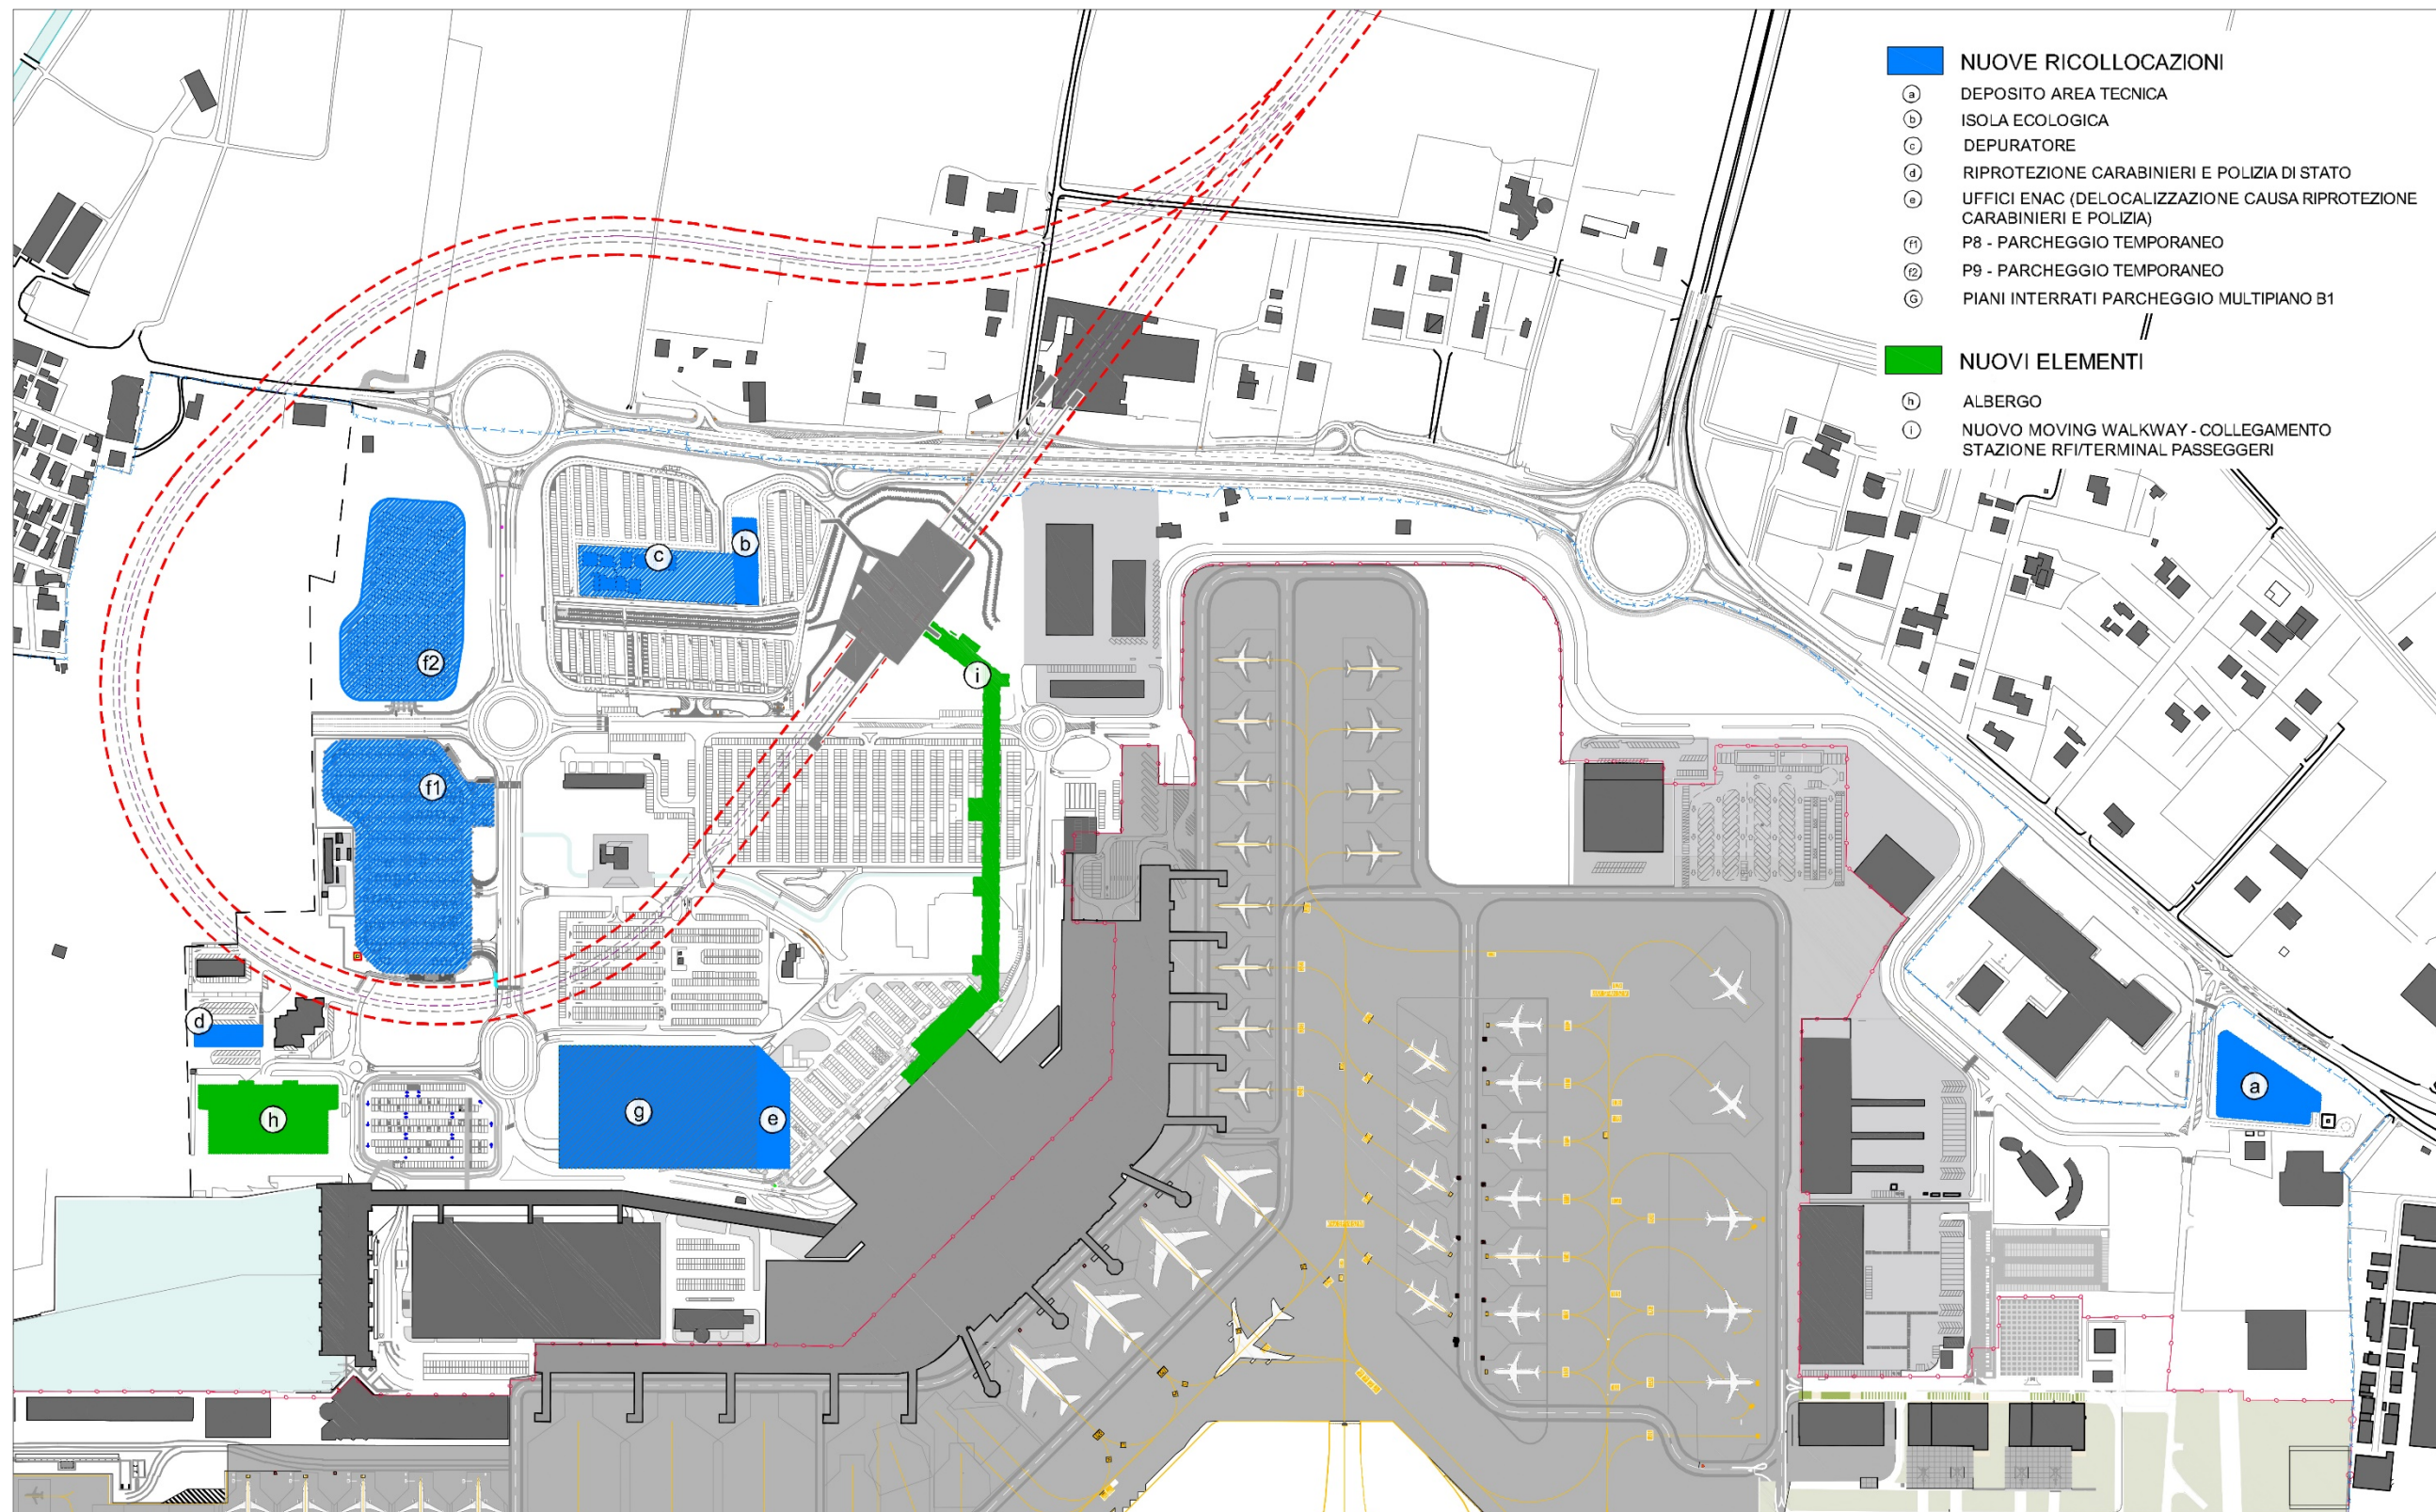 NUOVE RICOLLOCAZIONI
a DEPOSITO AREA TECNICA
b ISOLA ECOLOGICA
c DEPURATORE
d RIPROTEZIONE CARABINIERI E POLIZIA DI STATO
e UFFICI ENAC (DELOCALIZZAZIONE CAUSA RIPROTEZIONE
CARABINIERI E POLIZIA)
f1 P8 - PARCHEGGIO TEMPORANEO
f2 P9 - PARCHEGGIO TEMPORANEO
G PIANI INTERRATI PARCHEGGIO MULTIPIANO B1
NUOVI ELEMENTI
h ALBERGO
i NUOVO MOVING WALKWAY - COLLEGAMENTO
STAZIONE RFI/TERMINAL PASSEGGERI
b
c
f2
i
f1
d
a
g
e
h